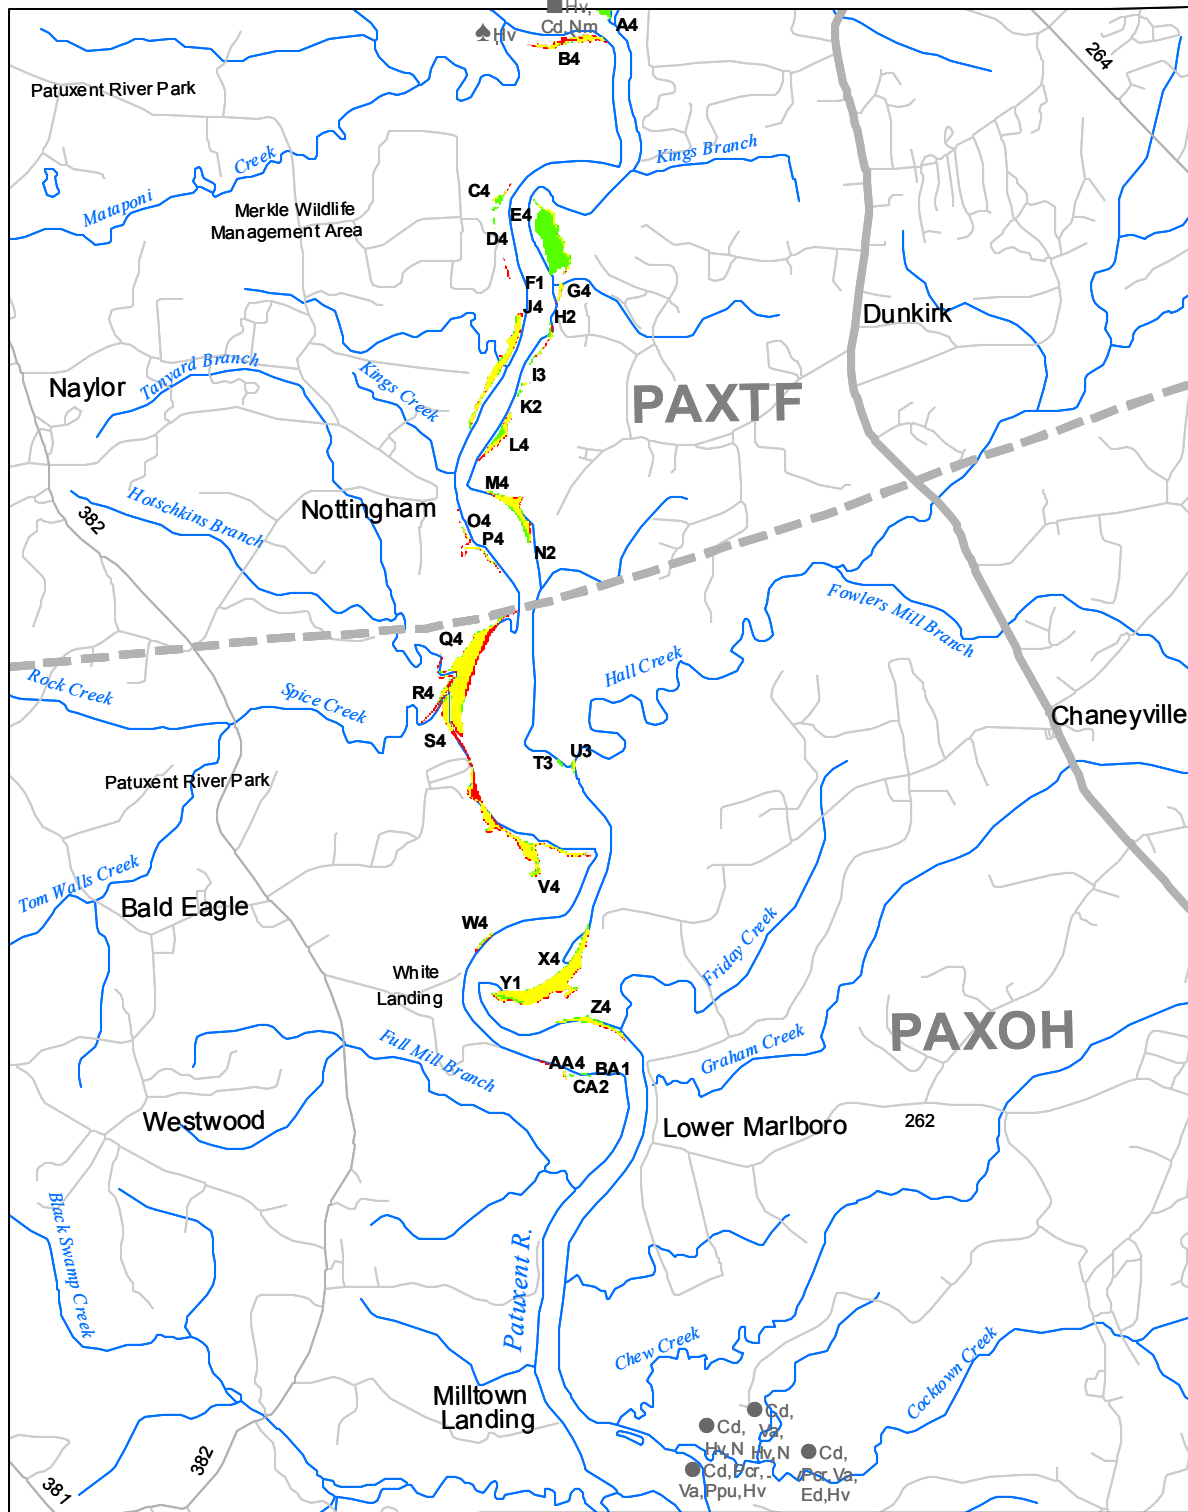 Hv,
Cd,Nm
A4
Hv
B4
264
Patuxent River Park
Kings Branch
Mataponi
Creek
C4
E4
Merkle Wildlife
Management Area
D4
F1
G4
J4
H2
Dunkirk
Tanyard Branch
Kings Creek
Naylor
I3
K2
PAXTF
L4
M4
Hotschkins Branch
Nottingham
382
O4
P4
N2
Fowlers Mill Branch
Q4
Hall Creek
Rock Creek
Spice Creek
R4
Chaneyville
S4
T3
U3
Patuxent River Park
Tom Walls Creek
V4
Bald Eagle
W4
Friday Creek
X4
White
Landing
Y1
Z4
PAXOH
Full Mill Branch
Graham Creek
AA4
BA1
CA2
Westwood
Lower Marlboro
262
Black Swamp Creek
Patuxent R.
Chew Creek
Cocktown Creek
Milltown
Landing
Cd,
Va,
Hv,N
Cd,
Hv,N
Cd,
Pcr,Va,
Ed,Hv
Cd,Pcr,
Va,Ppu,Hv
382
381